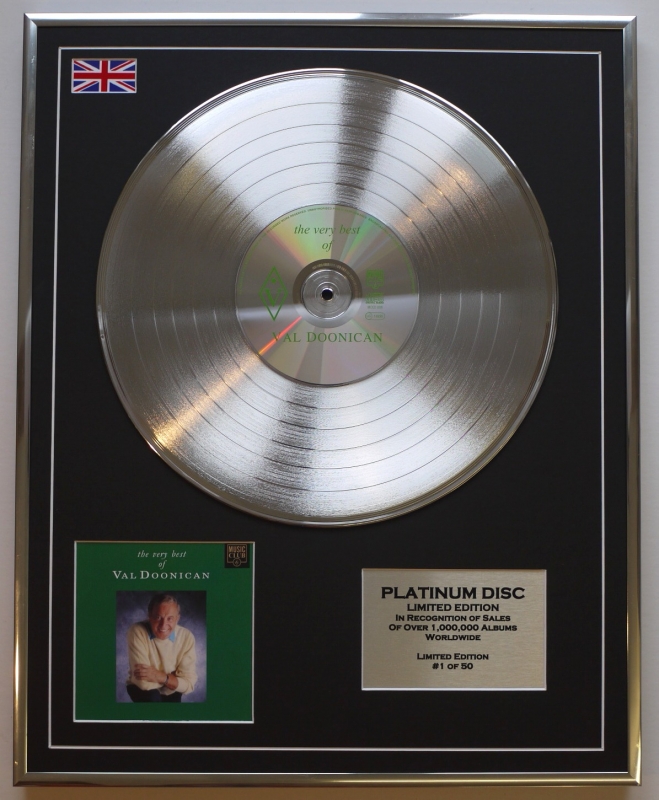 the very best
of
VAL DOONICAN
the very best
of
VAL DOONICAN
MUSIC
CLUB
PLATINUM DISC
LIMITED EDITION
IN RECOGNITION OF SALES
OF OVER 1,000,000 ALBUMS
WORLDWIDE
LIMITED EDITION
#1 OF 50